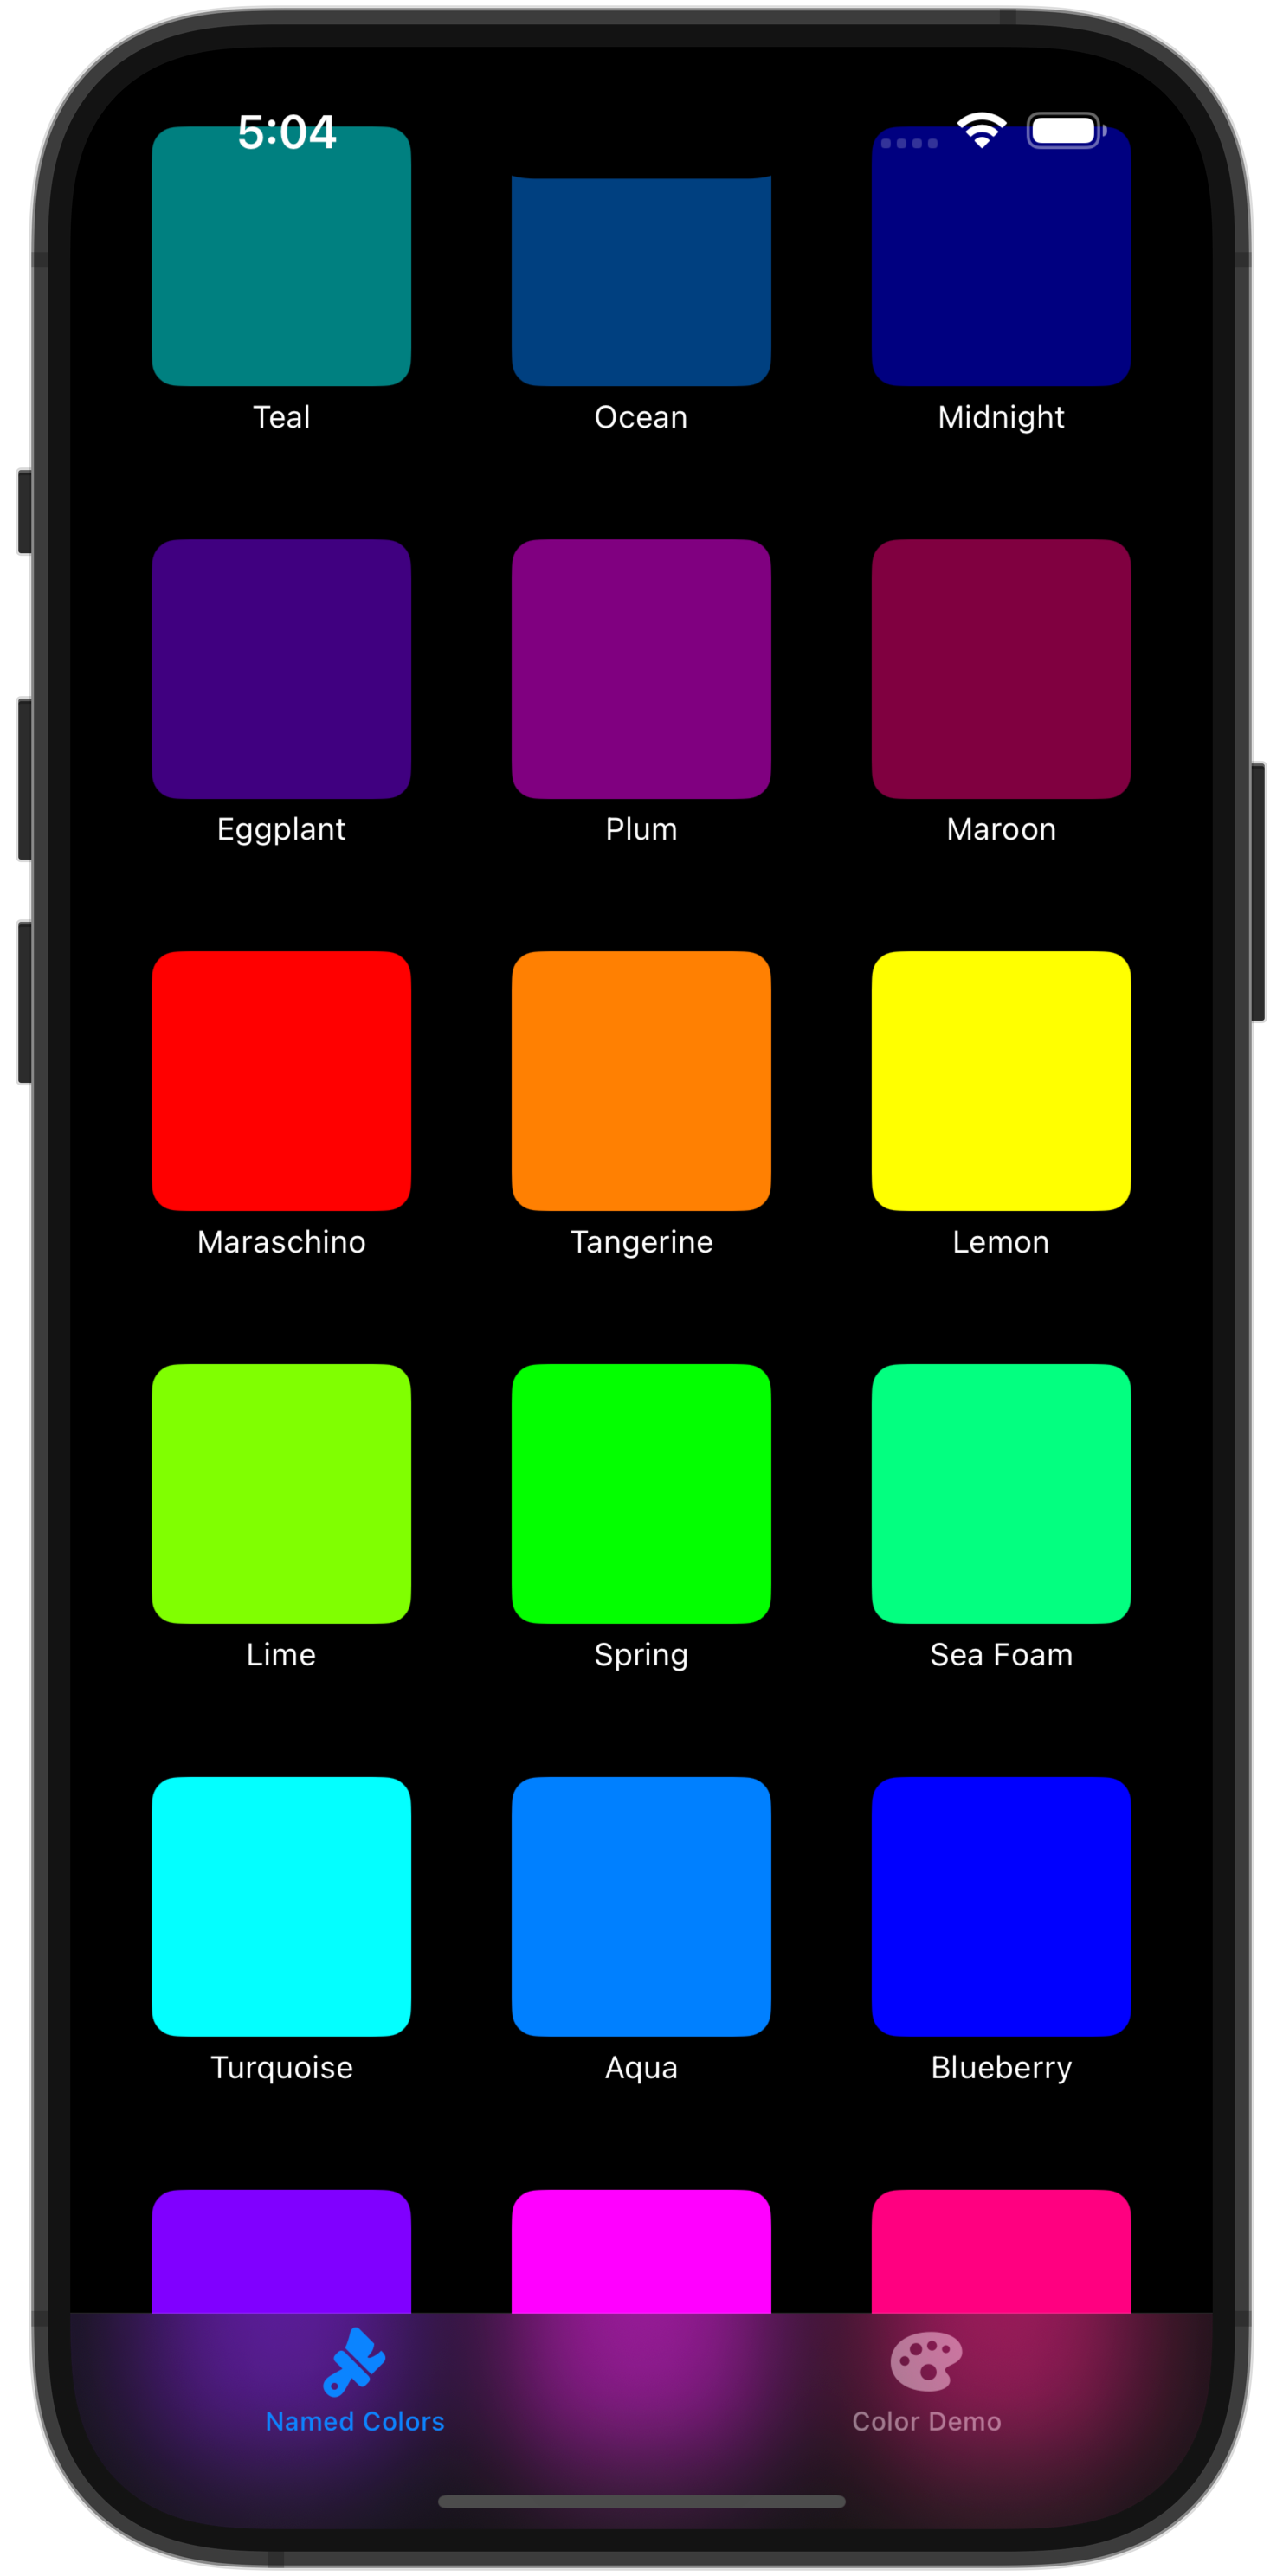 5:04
Teal Ocean Midnight
Eggplant Plum Maroon
Maraschino Tangerine Lemon
Lime Spring Sea Foam
Turquoise Aqua Blueberry
Named Colors Color Demo